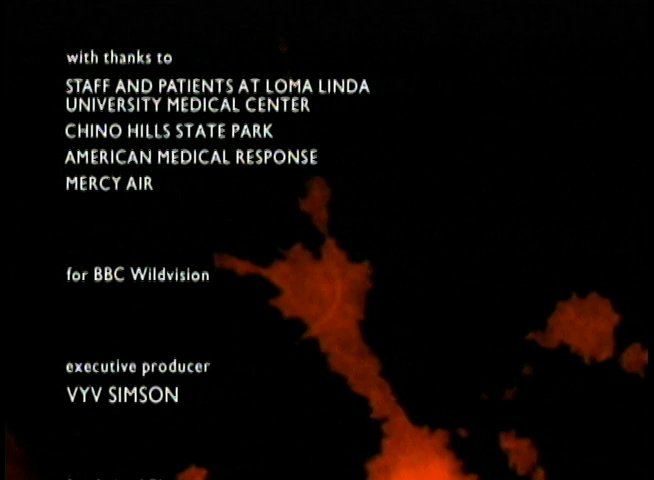 with thanks to
STAFF AND PATIENTS AT LOMA LINDA
UNIVERSITY MEDICAL CENTER
CHINO HILLS STATE PARK
AMERICAN MEDICAL RESPONSE
MERCY AIR
for BBC Wildvision
executive producer
VYV SIMSON